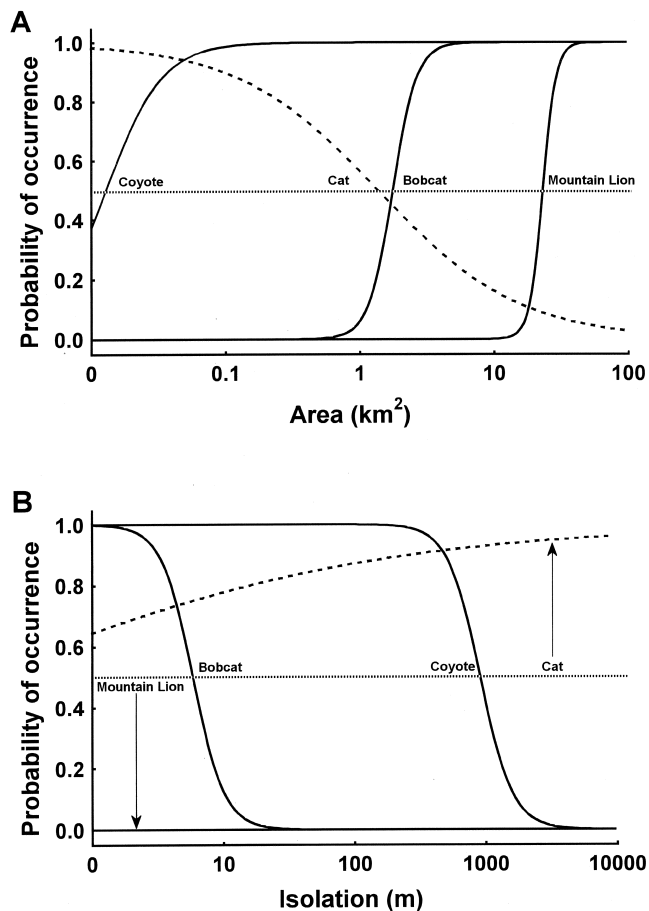 A
Probability of occurrence
1.0
0.8
0.6
0.4
0.2
0.0
Coyote
Cat
Bobcat
Mountain Lion
0
0.1
1
10
100
Area (km²)
B
Probability of occurrence
1.0
0.8
0.6
0.4
0.2
0.0
Bobcat
Mountain Lion
Coyote
Cat
0
10
100
1000
10000
Isolation (m)